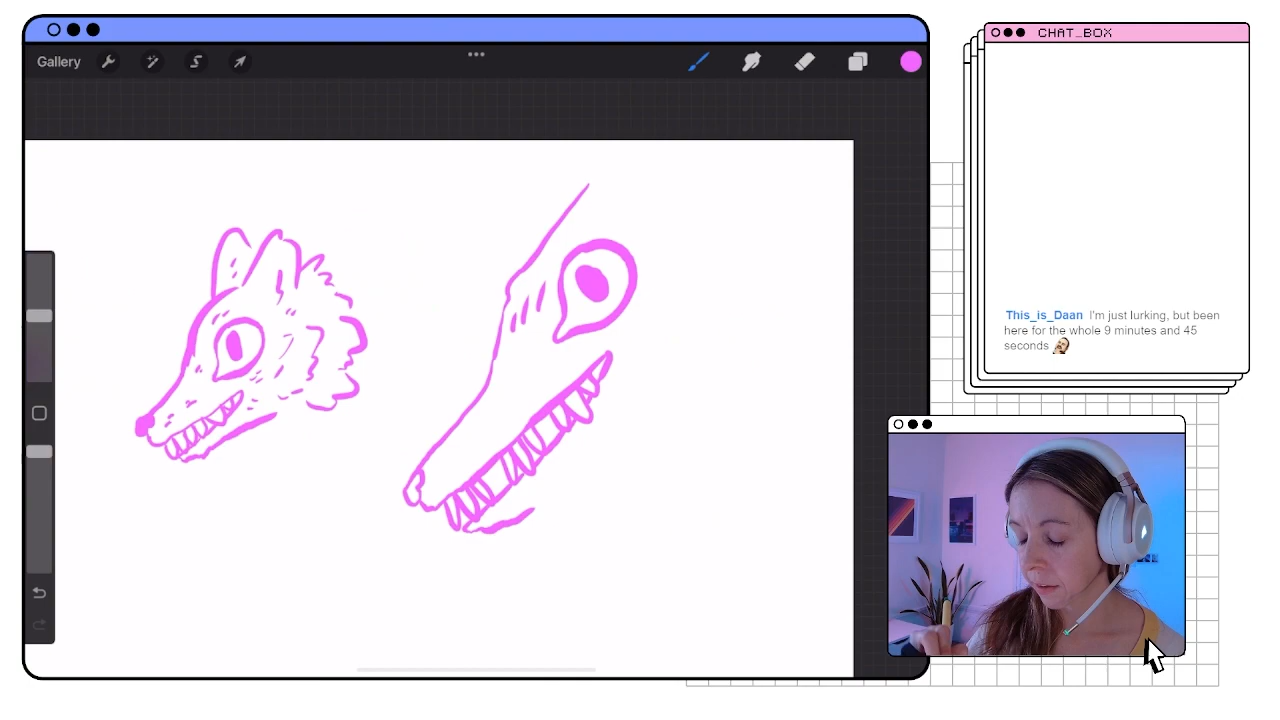 Gallery
CHAT_BOX
This_is_Daan I'm just lurking, but been
here for the whole 9 minutes and 45
seconds